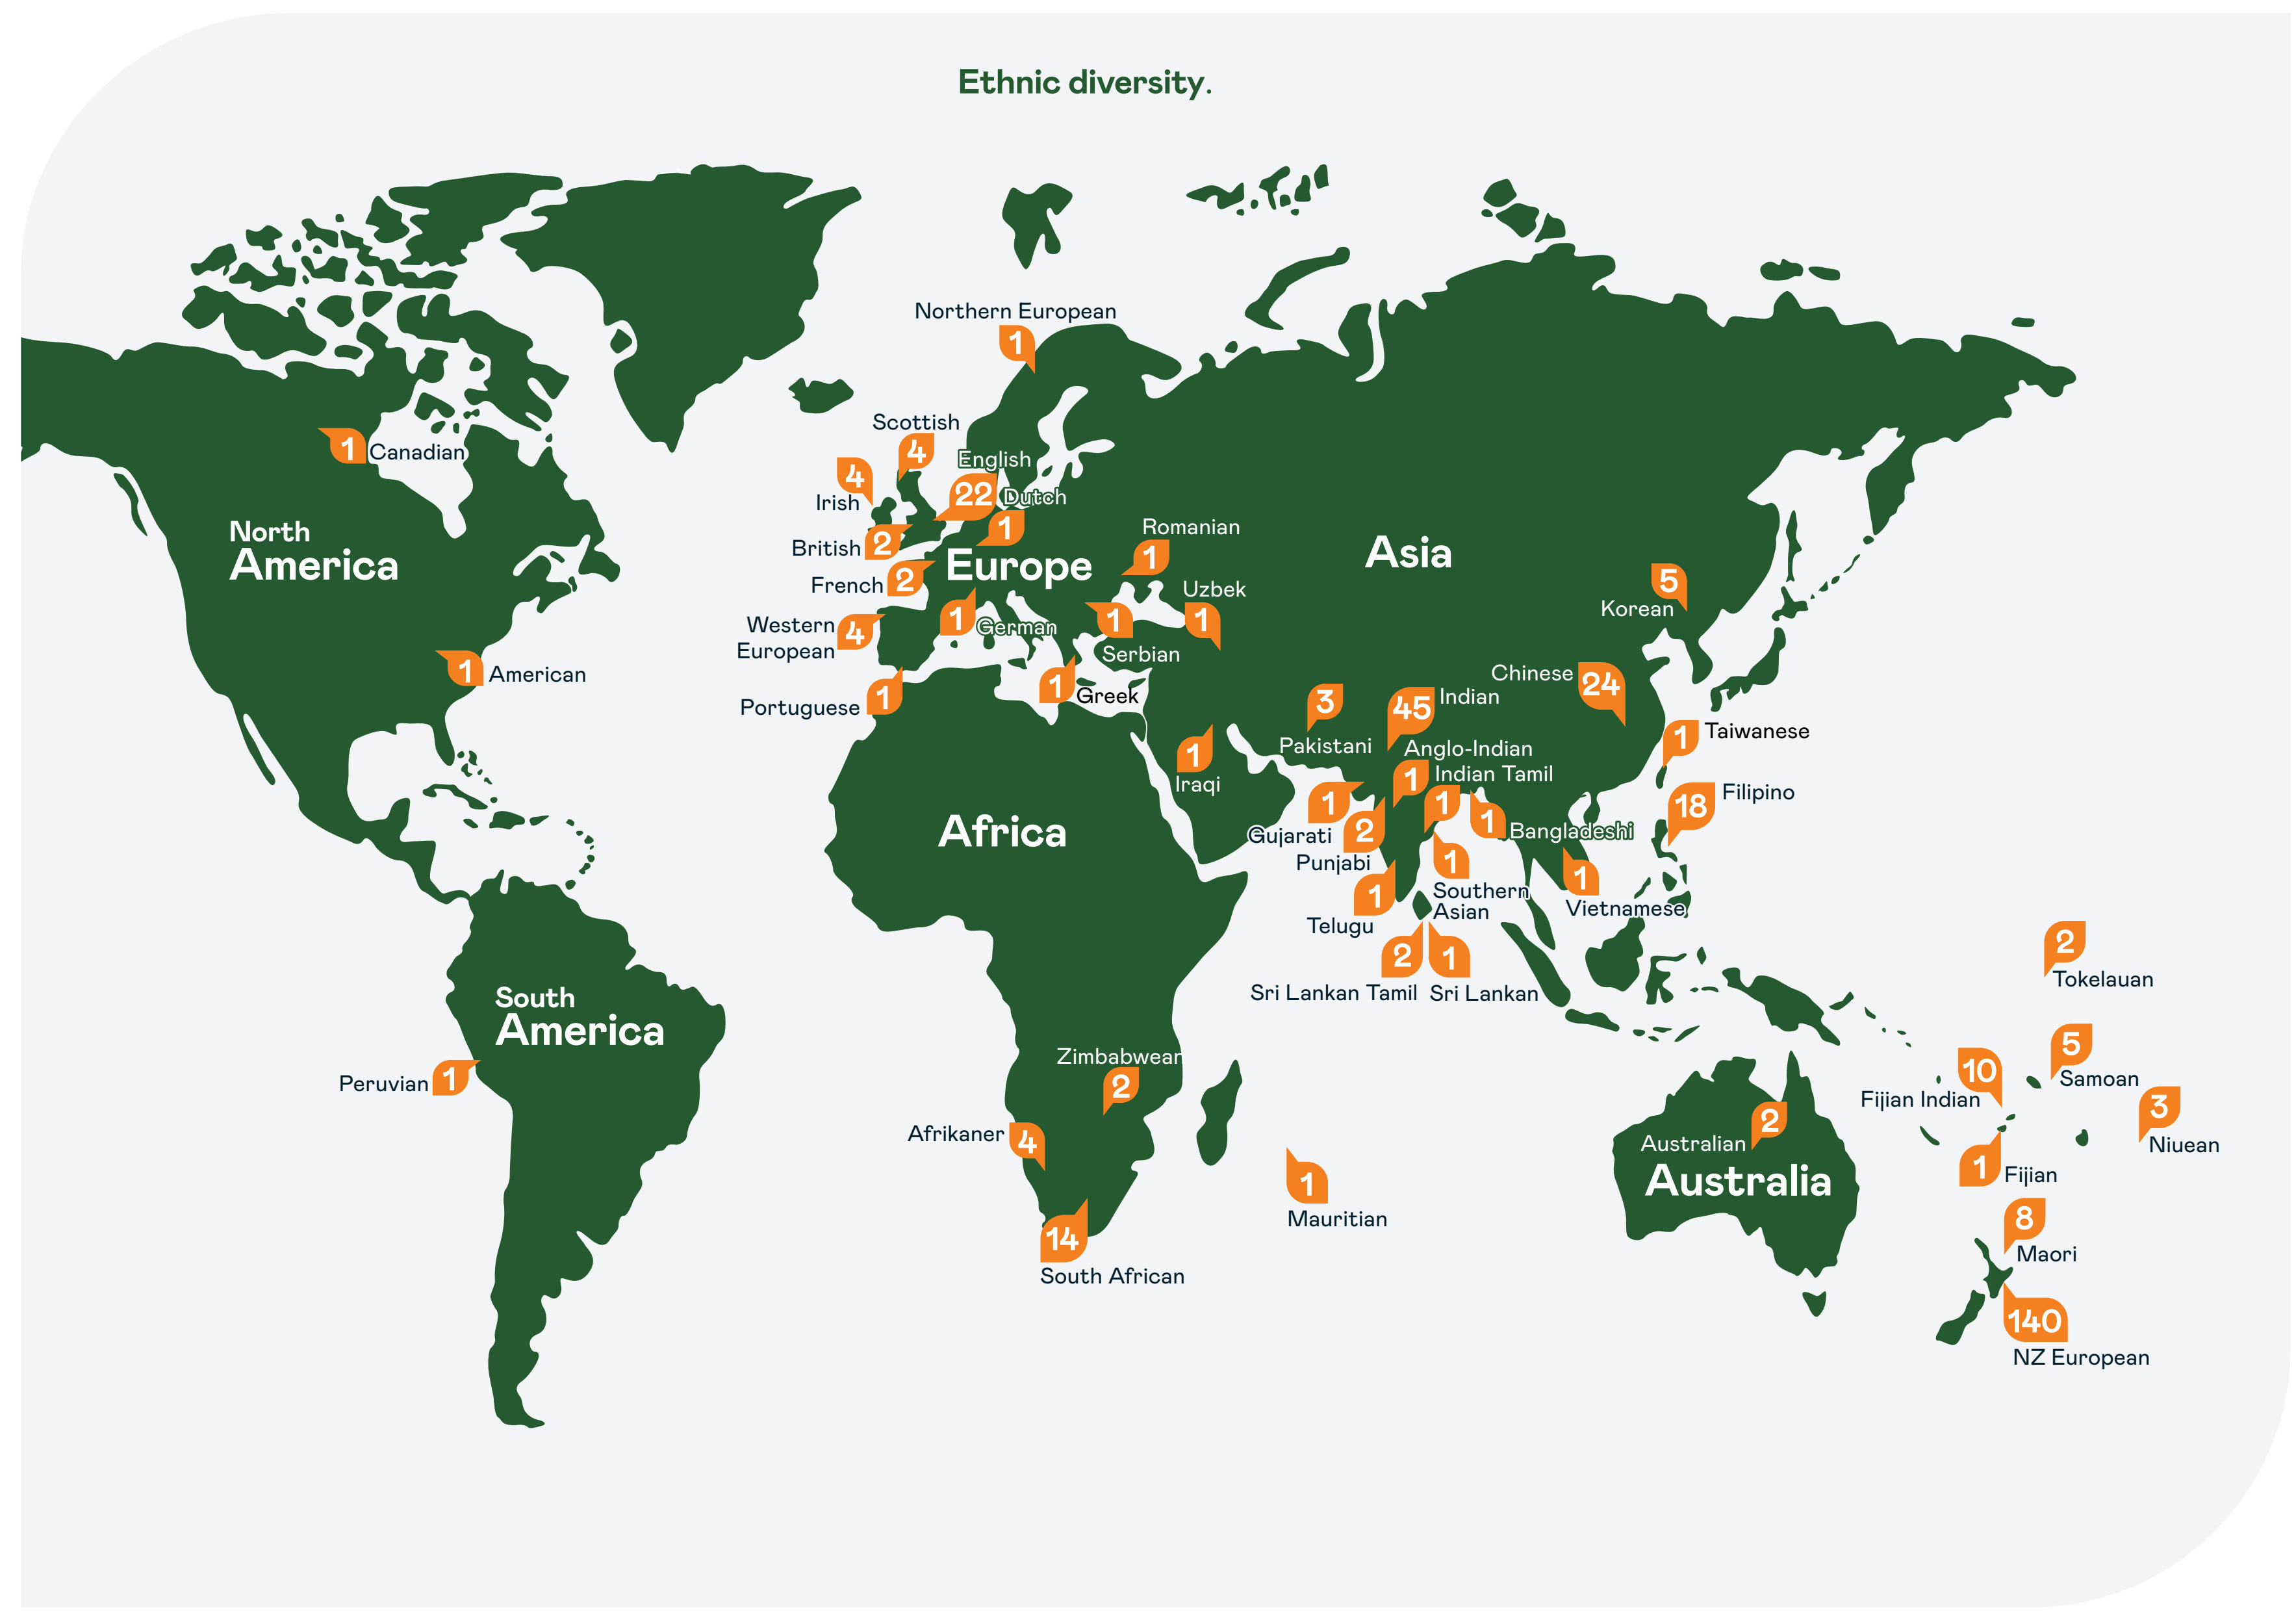 Ethnic diversity.
Northern European
1
Scottish
4
English
22
4
Irish
Dutch
1
British
2
French
2
Europe
Romanian
1
Uzbek
1
Western
European
4
1
German
1
Serbian
Portuguese
1
1
Greek
1
Canadian
North
America
1
American
South
America
Peruvian
1
Africa
Zimbabwean
2
Afrikaner
4
14
South African
1
Mauritian
Asia
5
Korean
Chinese
24
3
Pakistani
45
Indian
1
Iraqi
Anglo-Indian
1
Indian Tamil
1
1
Taiwanese
18
Filipino
1
Gujarati
2
Punjabi
1
Bangladeshi
1
Southern
Asian
1
Telugu
1
Vietnamese
2
Sri Lankan Tamil
1
Sri Lankan
2
Tokelauan
5
Samoan
10
Fijian Indian
3
Niuean
1
Fijian
2
Australian
Australia
8
Maori
140
NZ European